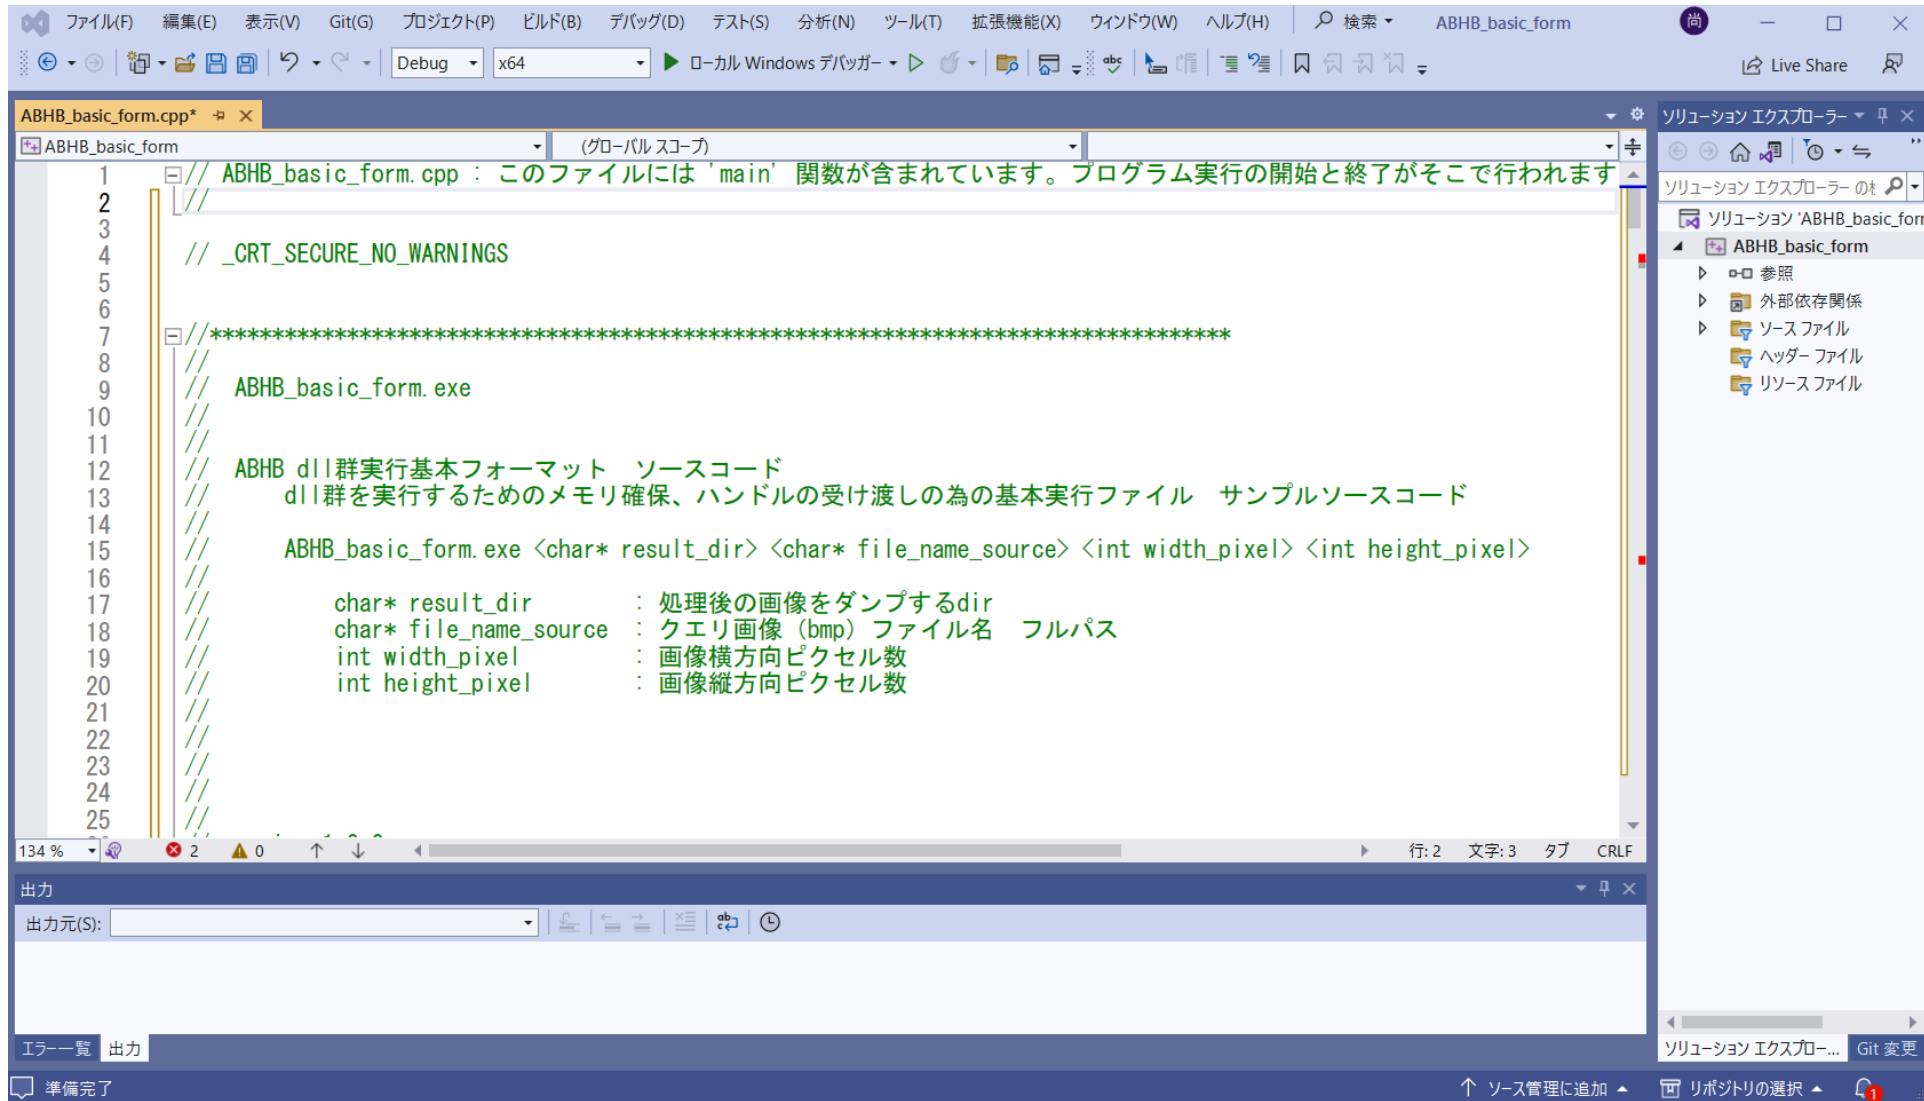 ファイル(F) 編集(E) 表示(V) Git(G) プロジェクト(P) ビルド(B) デバッグ(D) テスト(S) 分析(N) ツール(T) 拡張機能(X) ウィンドウ(W) ヘルプ(H) 検索 ABHB_basic_form 尚
Debug x64 ローカル Windows デバッガー Live Share
ABHB_basic_form.cpp*
ABHB_basic_form (グローバル スコープ)
1 // ABHB_basic_form.cpp : このファイルには 'main' 関数が含まれています。プログラム実行の開始と終了がそこで行われます
2 //
3
4 // _CRT_SECURE_NO_WARNINGS
5
6
7 //**********************************************************************************
8 //
9 // ABHB_basic_form.exe
10 //
11 //
12 // ABHB dll群実行基本フォーマット ソースコード
13 // dll群を実行するためのメモリ確保、ハンドルの受け渡しの為の基本実行ファイル サンプルソースコード
14 //
15 // ABHB_basic_form.exe <char* result_dir> <char* file_name_source> <int width_pixel> <int height_pixel>
16 //
17 // char* result_dir : 処理後の画像をダンプするdir
18 // char* file_name_source : クエリ画像（bmp）ファイル名 フルパス
19 // int width_pixel : 画像横方向ピクセル数
20 // int height_pixel : 画像縦方向ピクセル数
21 //
22 //
23 //
24 //
25 //
134 % 2 0 行: 2 文字: 3 タブ CRLF
出力
出力元(S):
エラー一覧 出力
ソリューション エクスプローラー
ソリューション エクスプローラー の
ソリューション 'ABHB_basic_for
ABHB_basic_form
参照
外部依存関係
ソース ファイル
ヘッダー ファイル
リソース ファイル
ソリューション エクスプロー... Git 変更
準備完了 ソース管理に追加 リポジトリの選択 1